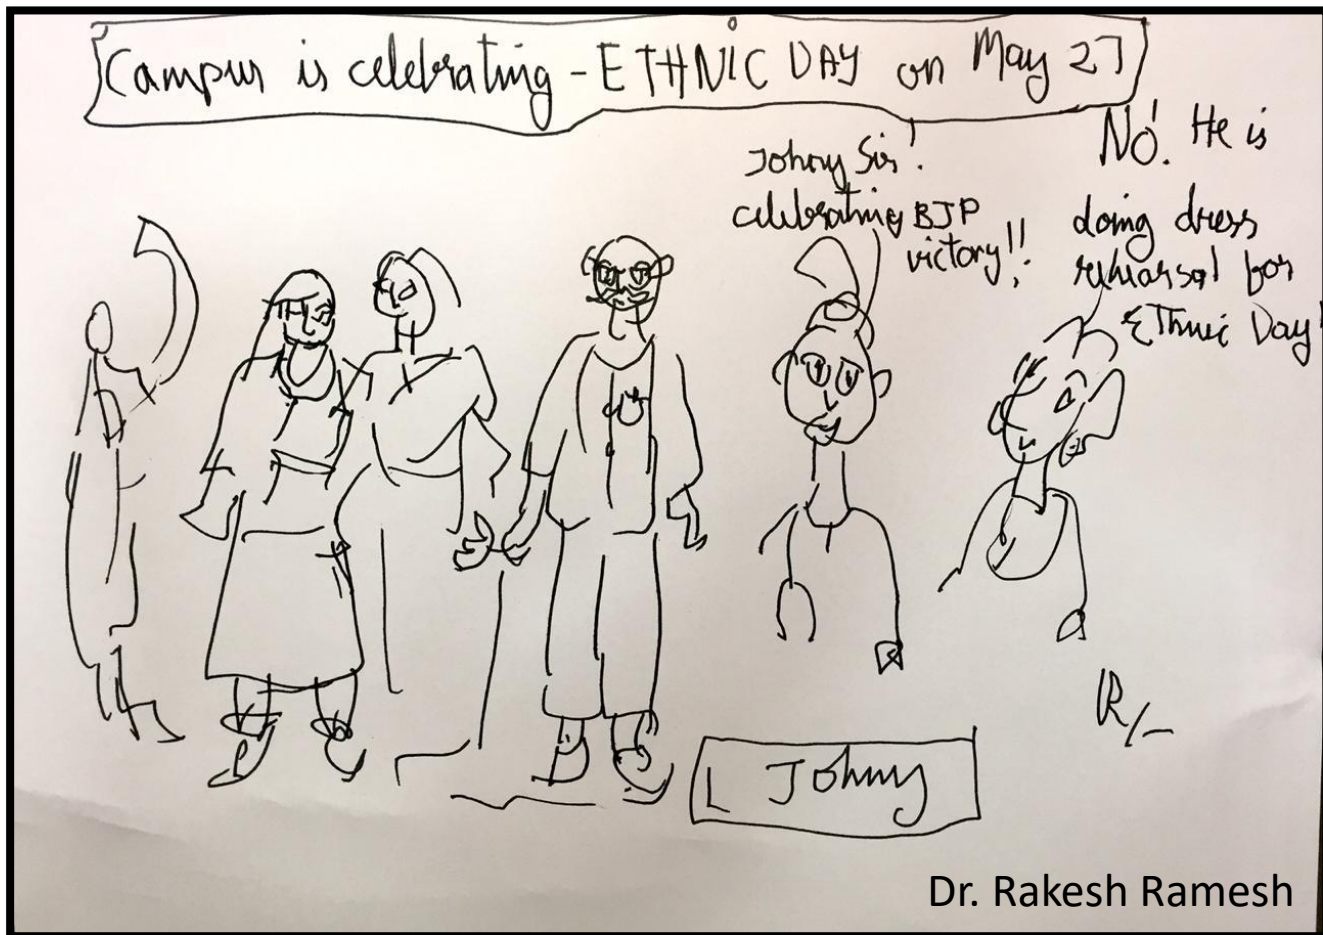 Campus is celebrating - ETHNIC DAY on May 27
Johny Sir!
celebrating BJP
victory!!
NO! He is
doing dress
rehearsal for
Ethnic Day!
R/-
Johny
Dr. Rakesh Ramesh